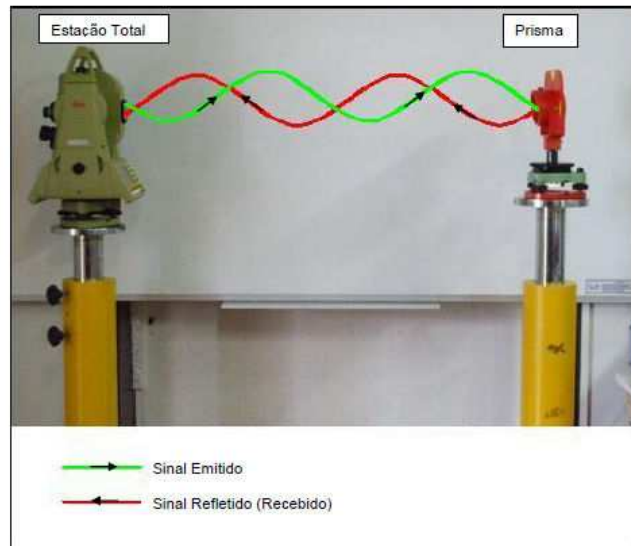 Estação Total
Prisma
Sinal Emitido
Sinal Refletido (Recebido)